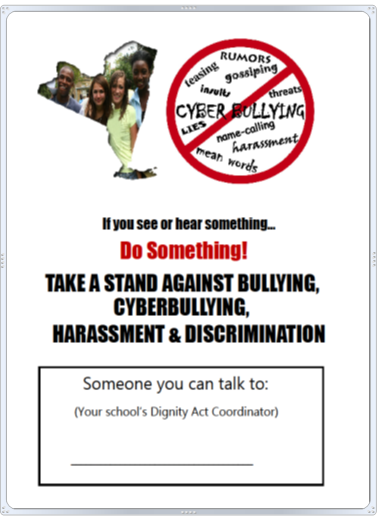 RUMORS
teasing gossiping
insults threats
CYBER BULLYING
LIES name-calling
harassment
mean words
If you see or hear something...
Do Something!
TAKE A STAND AGAINST BULLYING,
CYBERBULLYING,
HARASSMENT & DISCRIMINATION
Someone you can talk to:
(Your school's Dignity Act Coordinator)